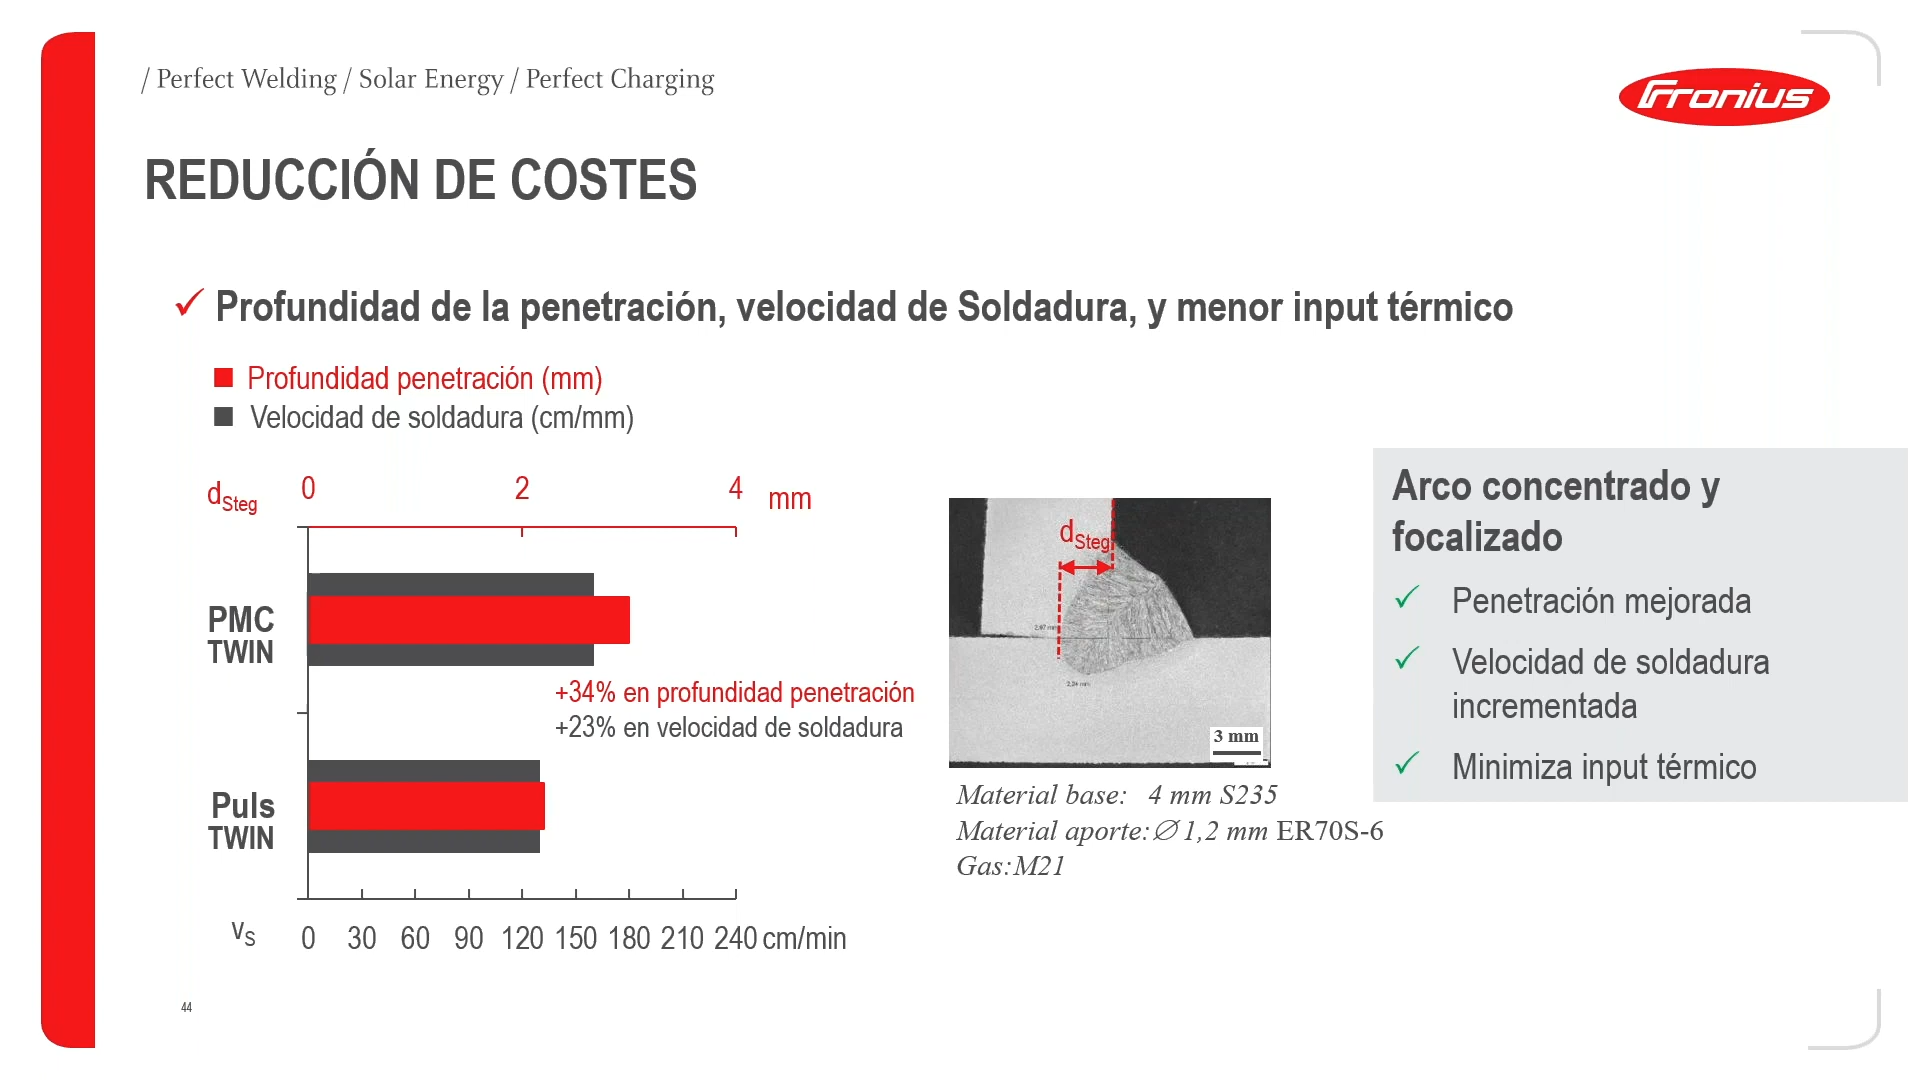 / Perfect Welding / Solar Energy / Perfect Charging
Fronius
REDUCCIÓN DE COSTES
Profundidad de la penetración, velocidad de Soldadura, y menor input térmico
Profundidad penetración (mm)
Velocidad de soldadura (cm/mm)
dSteg 0 2 4 mm
PMC
TWIN
+34% en profundidad penetración
+23% en velocidad de soldadura
Puls
TWIN
vS 0 30 60 90 120 150 180 210 240 cm/min
dSteg
2,24 mm
3 mm
Material base: 4 mm S235
Material aporte:∅ 1,2 mm ER70S-6
Gas:M21
Arco concentrado y
focalizado
Penetración mejorada
Velocidad de soldadura
incrementada
Minimiza input térmico
44